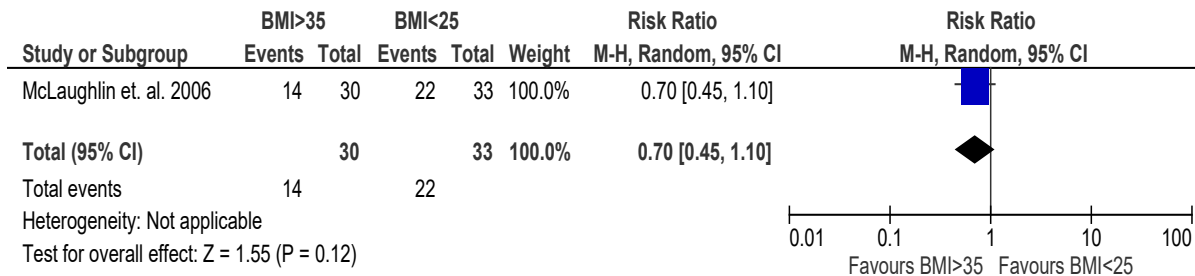 BMI>35 BMI<25 Risk Ratio Risk Ratio
Study or Subgroup Events Total Events Total Weight M-H, Random, 95% CI M-H, Random, 95% CI
McLaughlin et. al. 2006 14 30 22 33 100.0% 0.70 [0.45, 1.10]
Total (95% CI) 30 33 100.0% 0.70 [0.45, 1.10]
Total events 14 22
Heterogeneity: Not applicable
Test for overall effect: Z = 1.55 (P = 0.12)
0.01 0.1 1 10 100
Favours BMI>35 Favours BMI<25